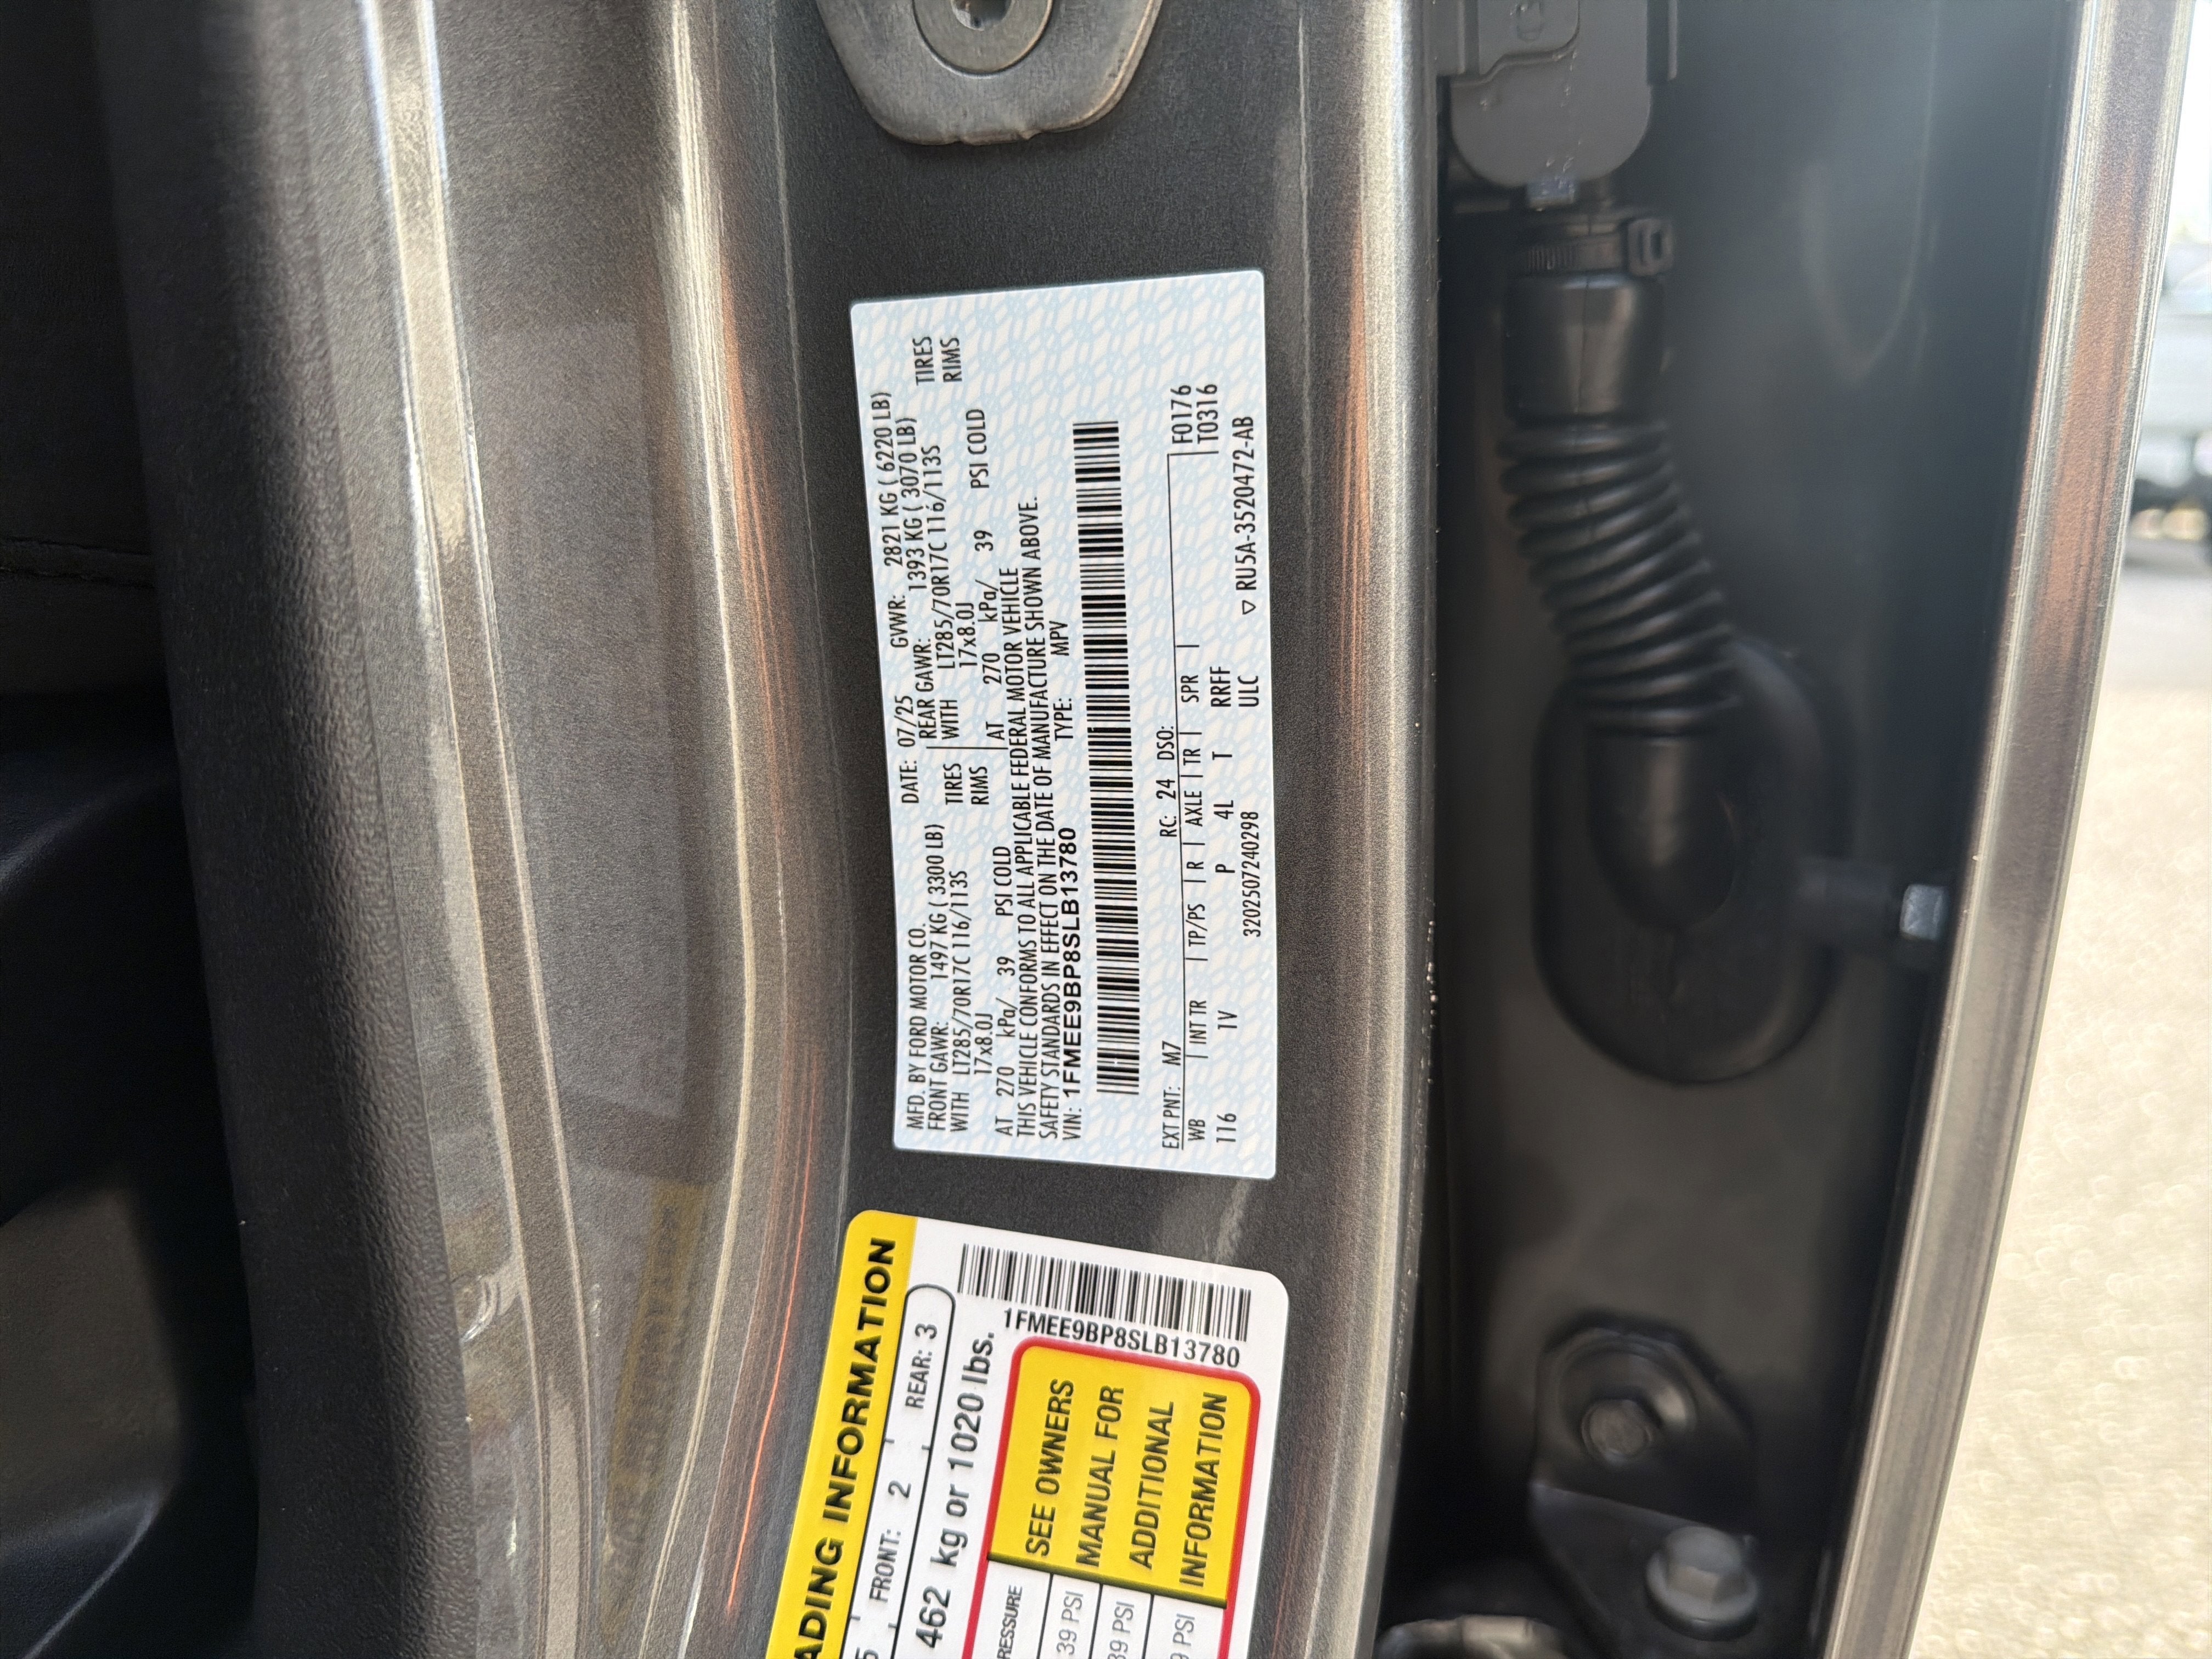 MFD. BY FORD MOTOR CO.
DATE: 07/25 GVWR: 2821 KG ( 6220 LB)
FRONT GAWR: 1497 KG ( 3300 LB) REAR GAWR: 1393 KG ( 3070 LB)
WITH LT285/70R17C 116/113S TIRES WITH LT285/70R17C 116/113S TIRES
17x8.0J RIMS 17x8.0J RIMS
AT 270 kPa/ 39 PSI COLD AT 270 kPa/ 39 PSI COLD
THIS VEHICLE CONFORMS TO ALL APPLICABLE FEDERAL MOTOR VEHICLE
SAFETY STANDARDS IN EFFECT ON THE DATE OF MANUFACTURE SHOWN ABOVE.
VIN: 1FMEE9BP8SLB13780 TYPE: MPV
EXT PNT: M7 RC: 24 DSO: F0176
WB INT TR TP/PS R AXLE TR SPR T0316
116 1V P 4L T RRFF
3202507240298 ULC ▽ RU5A-3520472-AB
ADING INFORMATION
FRONT: 2 REAR: 3
462 kg or 1020 lbs.
1FMEE9BP8SLB13780
RESSURE
39 PSI
39 PSI
9 PSI
SEE OWNERS
MANUAL FOR
ADDITIONAL
INFORMATION